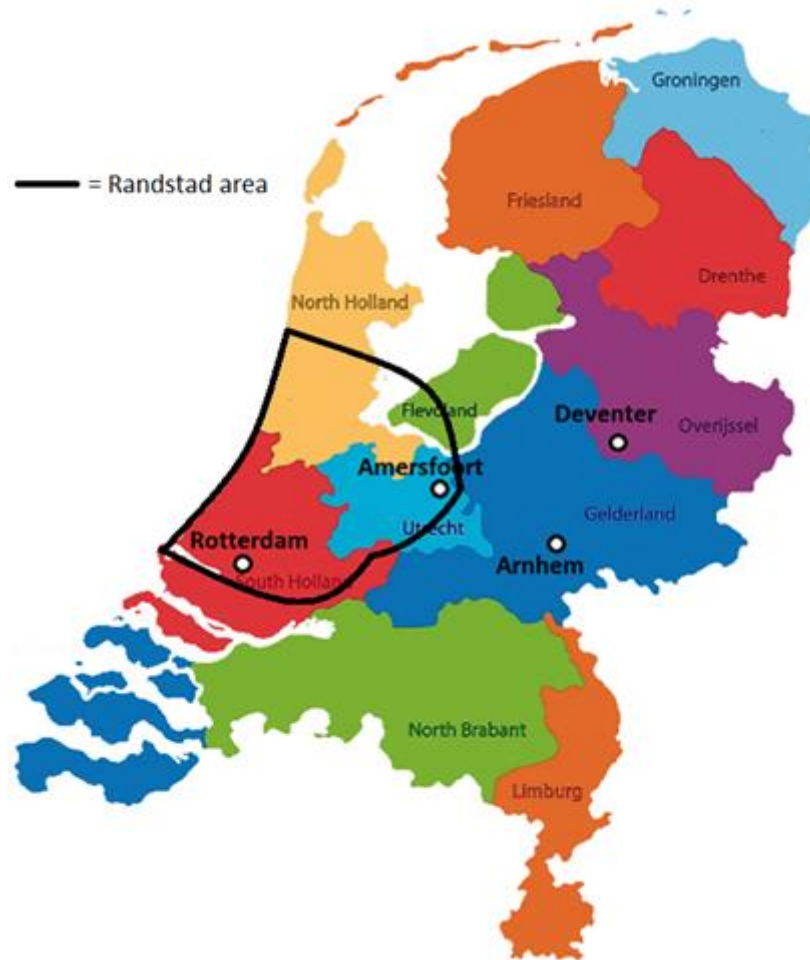 Groningen
= Randstad area
Friesland
Drenthe
North Holland
Flevoland
Deventer
Overijssel
Amersfoort
Gelderland
Utrecht
Rotterdam
Arnhem
South Holland
North Brabant
Limburg